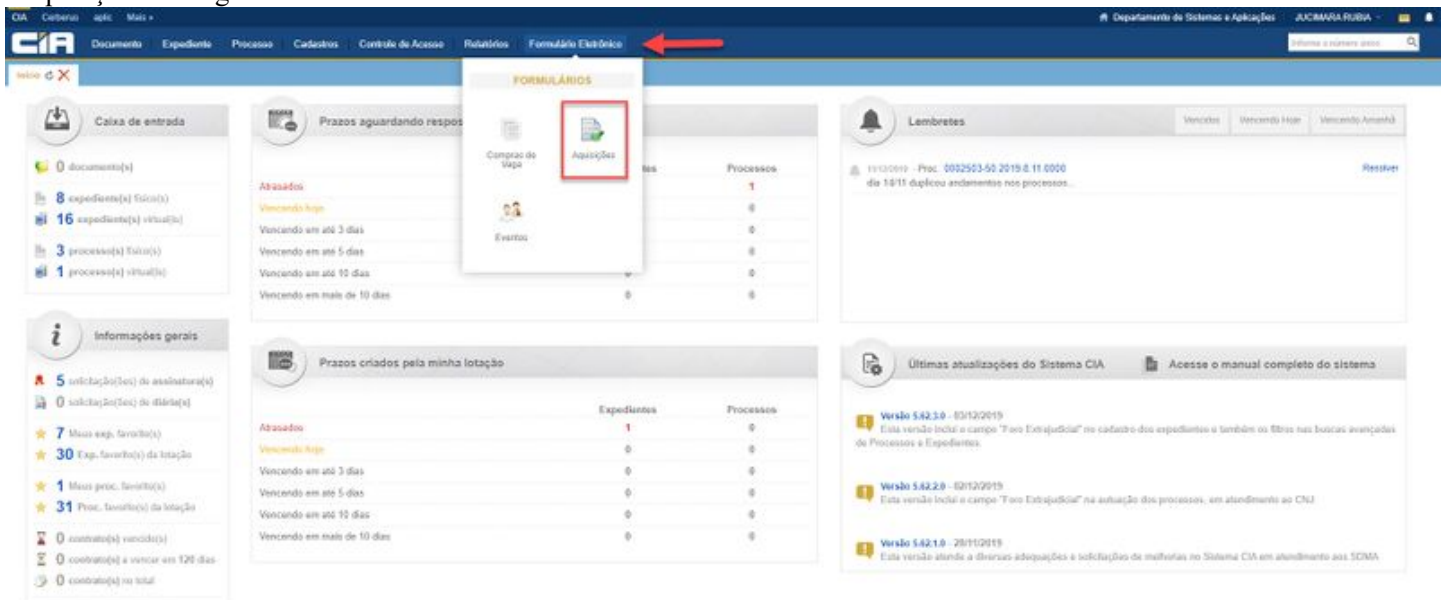 CIA Cerberus aplic Mais
Departamento de Sistemas e Aplicações JUCIMARA RUBIA
CIA Documento Expediente Processo Cadastros Controle de Acesso Relatórios Formulário Eletrônico
Informe o número único
Início
FORMULÁRIOS
Compras do
Vepa
Aquisições
Eventos
Caixa de entrada
0 documento(s)
8 expediente(s) físico(s)
16 expediente(s) virtual(is)
3 processo(s) físico(s)
1 processo(s) virtual(is)
Informações gerais
5 solicitação(ões) de assinatura(s)
0 solicitação(ões) de diária(s)
7 Meus exp. favorito(s)
30 Exp. favorito(s) da lotação
1 Meus proc. favorito(s)
31 Proc. favorito(s) da lotação
0 contrato(s) vencido(s)
0 contrato(s) a vencer em 120 dias
0 contrato(s) no total
Prazos aguardando respos
Processos
Atrasados 1
Vencendo hoje 0
Vencendo em até 3 dias 0
Vencendo em até 5 dias 0
Vencendo em até 10 dias 0 0
Vencendo em mais de 10 dias 0 0
Prazos criados pela minha lotação
Expedientes Processos
Atrasados 1 0
Vencendo hoje 0 0
Vencendo em até 3 dias 0 0
Vencendo em até 5 dias 0 0
Vencendo em até 10 dias 0 0
Vencendo em mais de 10 dias 0 0
Lembretes
Vencidos Vencendo Hoje Vencendo Amanhã
- Proc. 0002503-50.2019.8.11.0000 Resolver
dia 14/11 duplicou andamentos nos processos...
Últimas atualizações do Sistema CIA Acesse o manual completo do sistema
Versão 5.62.3.0 - 03/12/2019
Esta versão inclui o campo "Foro Extrajudicial" no cadastro dos expedientes e também os filtros nas buscas avançadas
de Processos e Expedientes.
Versão 5.62.2.0 - 02/12/2019
Esta versão inclui o campo "Foro Extrajudicial" na autuação dos processos, em atendimento ao CNJ
Versão 5.62.1.0 - 28/11/2019
Esta versão atende a diversas adequações e solicitações de melhorias no Sistema CIA em atendimento aos SDMA